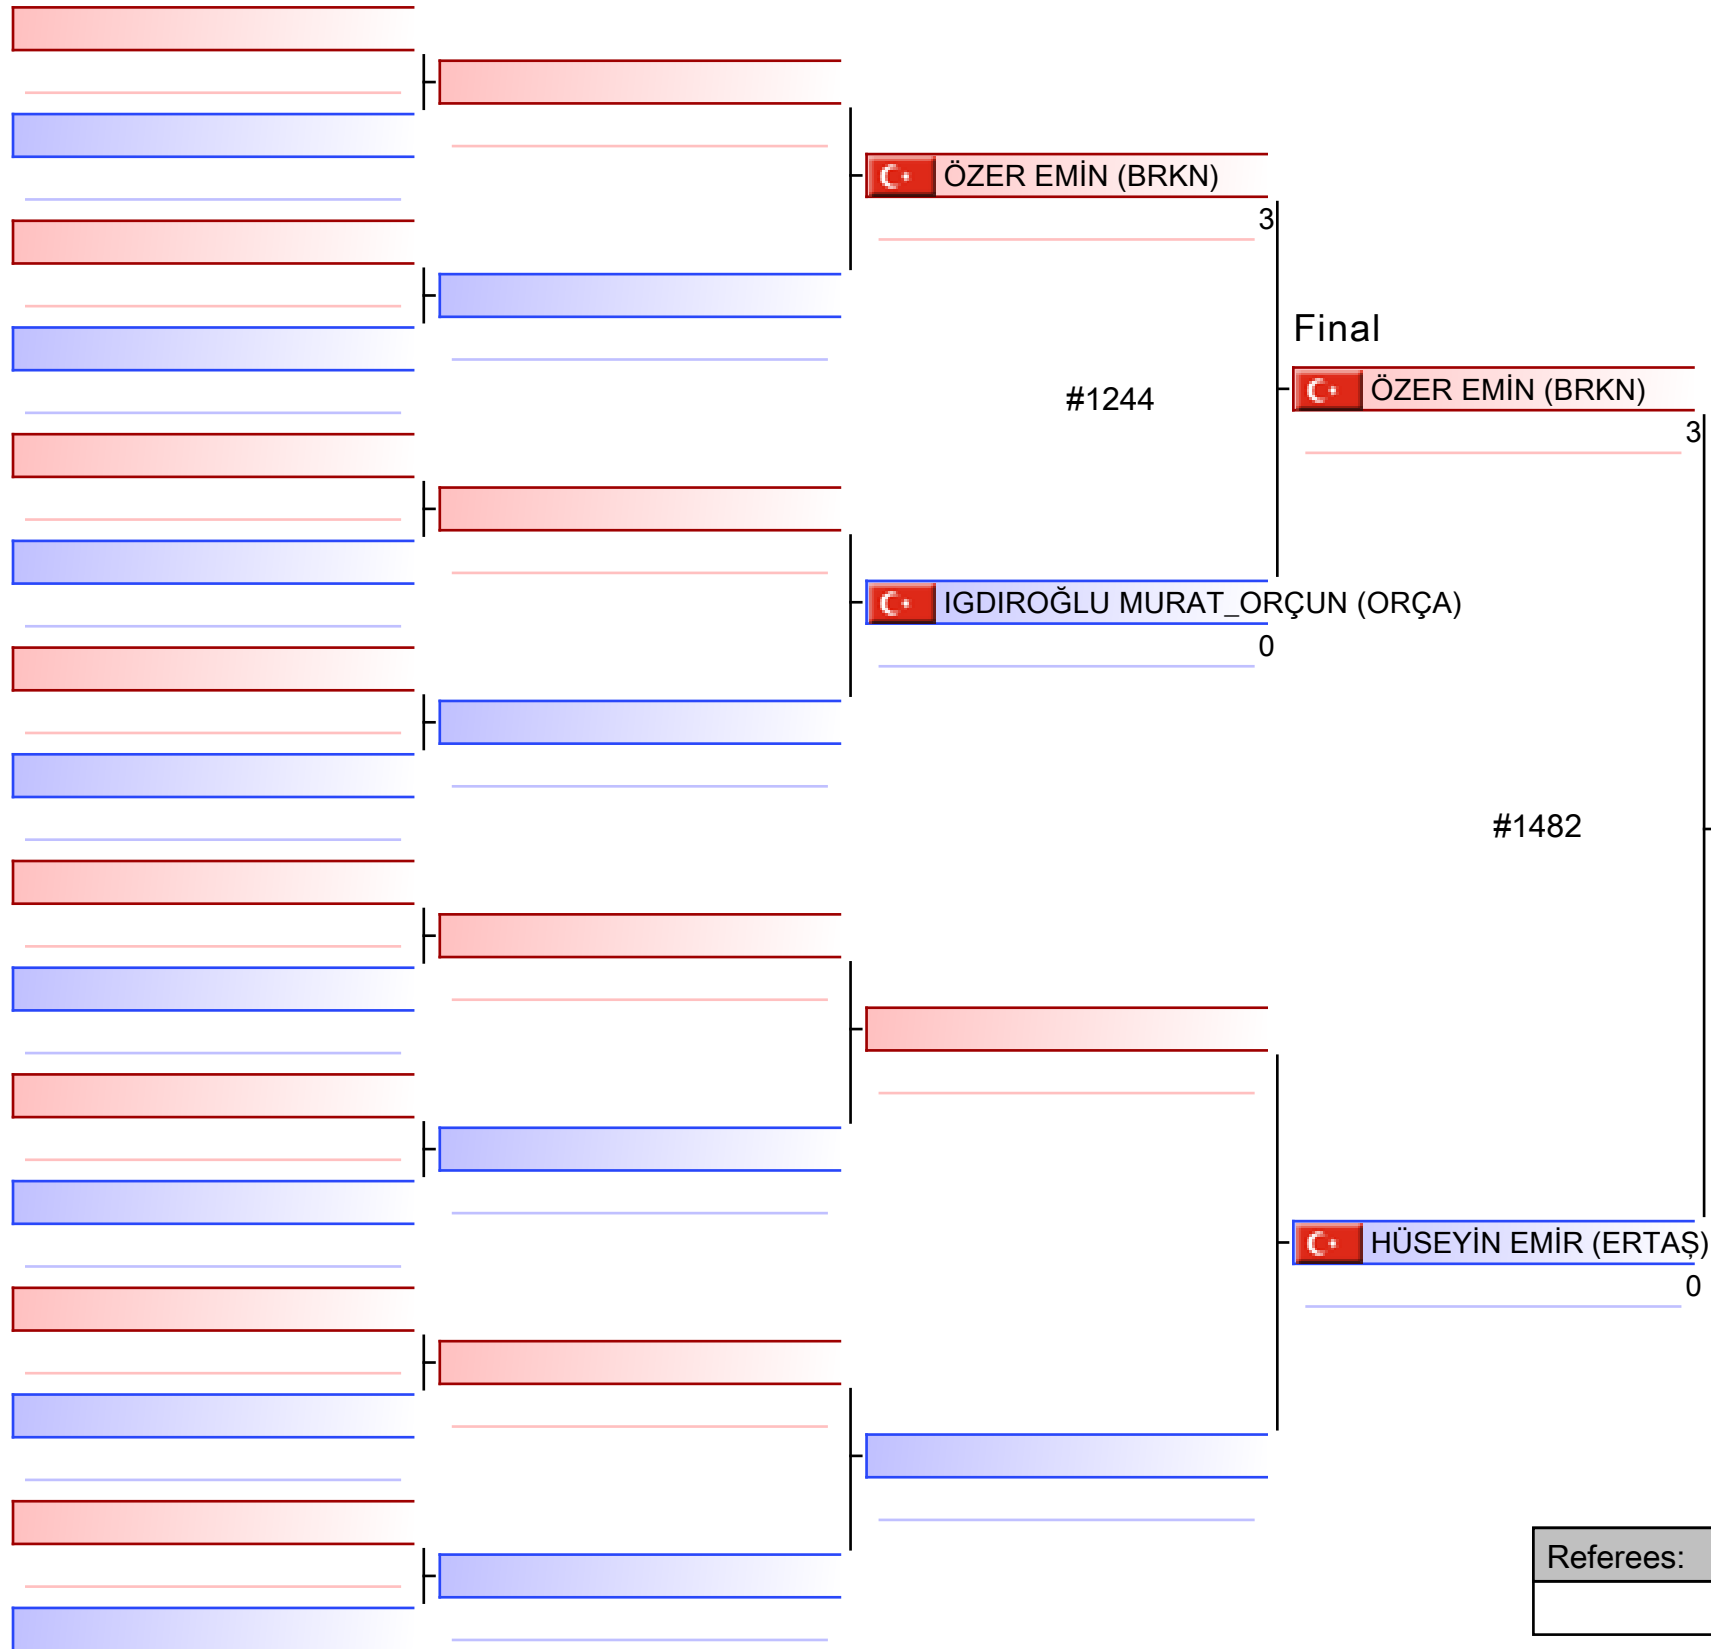 ÖZER EMİN (BRKN)
3
Final
#1244
ÖZER EMİN (BRKN)
3
IGDIROĞLU MURAT_ORÇUN (ORÇA)
0
#1482
HÜSEYİN EMİR (ERTAŞ)
0
Referees: